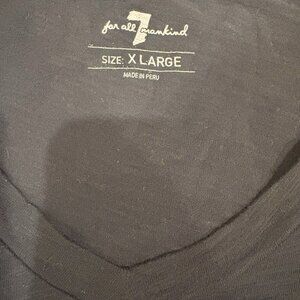 for all 7 mankind
SIZE: X LARGE
MADE IN PERU